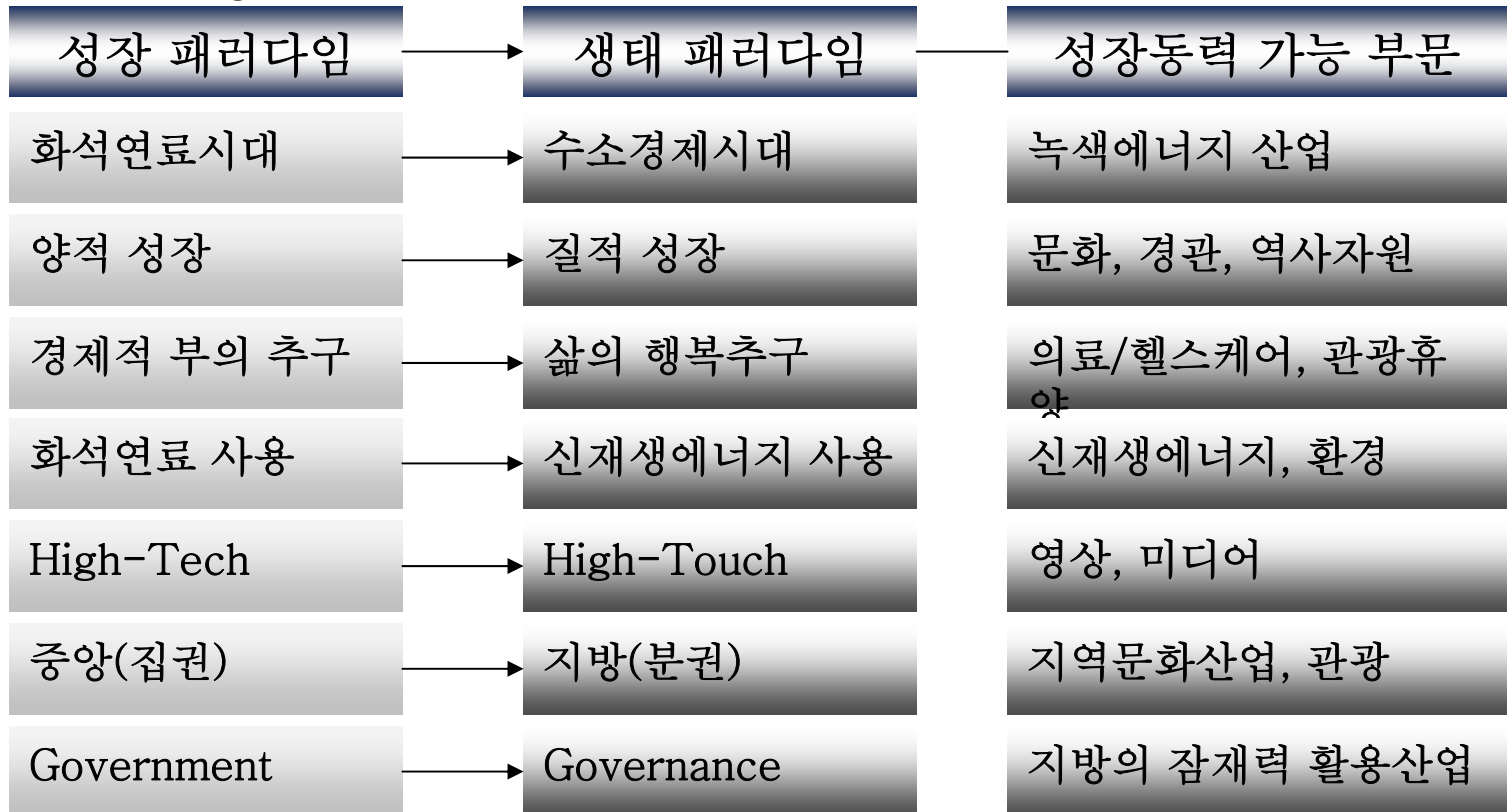 성장 패러다임 생태 패러다임 성장동력 가능 부문
화석연료시대 수소경제시대 녹색에너지 산업
양적 성장 질적 성장 문화, 경관, 역사자원
경제적 부의 추구 삶의 행복추구 의료/헬스케어, 관광휴
양
화석연료 사용 신재생에너지 사용 신재생에너지, 환경
High-Tech High-Touch 영상, 미디어
중앙(집권) 지방(분권) 지역문화산업, 관광
Government Governance 지방의 잠재력 활용산업